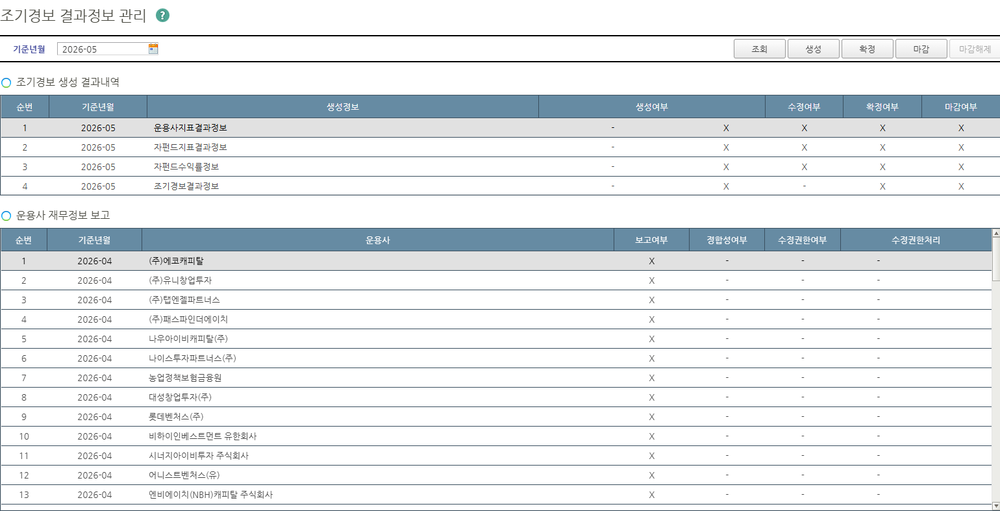 조기경보 결과정보 관리 ?
기준년월 2026-05 조회 생성 확정 마감 마감해제
조기경보 생성 결과내역
순번 기준년월 생성정보 생성여부 수정여부 확정여부 마감여부
1 2026-05 운용사지표결과정보 - X X X X
2 2026-05 자펀드지표결과정보 - X X X X
3 2026-05 자펀드수익률정보 - X X X X
4 2026-05 조기경보결과정보 - X - X X
운용사 재무정보 보고
순번 기준년월 운용사 보고여부 정합성여부 수정권한여부 수정권한처리
1 2026-04 (주)에코캐피탈 X - - -
2 2026-04 (주)유니창업투자 X - - -
3 2026-04 (주)탭엔젤파트너스 X - - -
4 2026-04 (주)패스파인더에이치 X - - -
5 2026-04 나우아이비캐피탈(주) X - - -
6 2026-04 나이스투자파트너스(주) X - - -
7 2026-04 농업정책보험금융원 X - - -
8 2026-04 대성창업투자(주) X - - -
9 2026-04 롯데벤처스(주) X - - -
10 2026-04 비하이인베스트먼트 유한회사 X - - -
11 2026-04 시너지아이비투자 주식회사 X - - -
12 2026-04 어니스트벤처스(유) X - - -
13 2026-04 엔비에이치(NBH)캐피탈 주식회사 X - - -